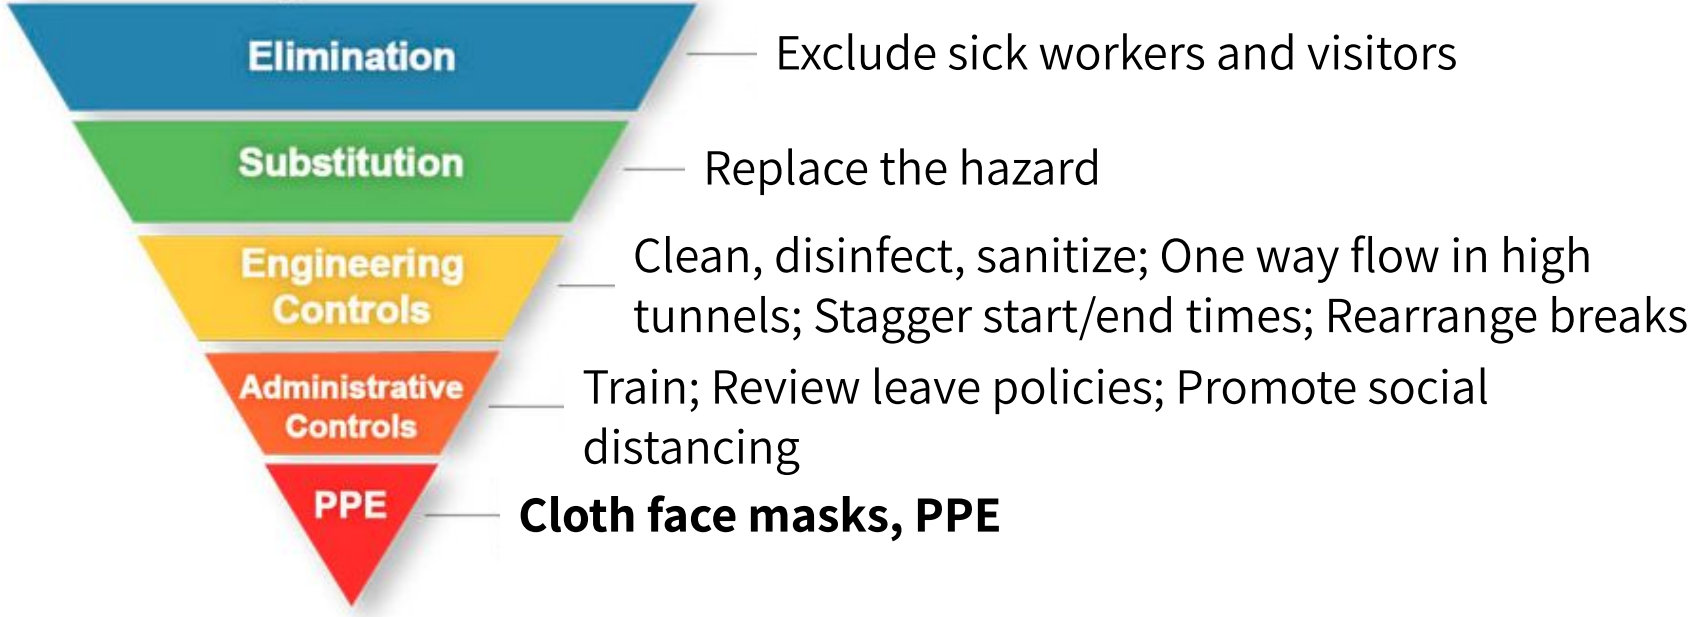 Elimination
Exclude sick workers and visitors
Substitution
Replace the hazard
Engineering
Controls
Clean, disinfect, sanitize; One way flow in high
tunnels; Stagger start/end times; Rearrange breaks
Administrative
Controls
Train; Review leave policies; Promote social
distancing
PPE
Cloth face masks, PPE